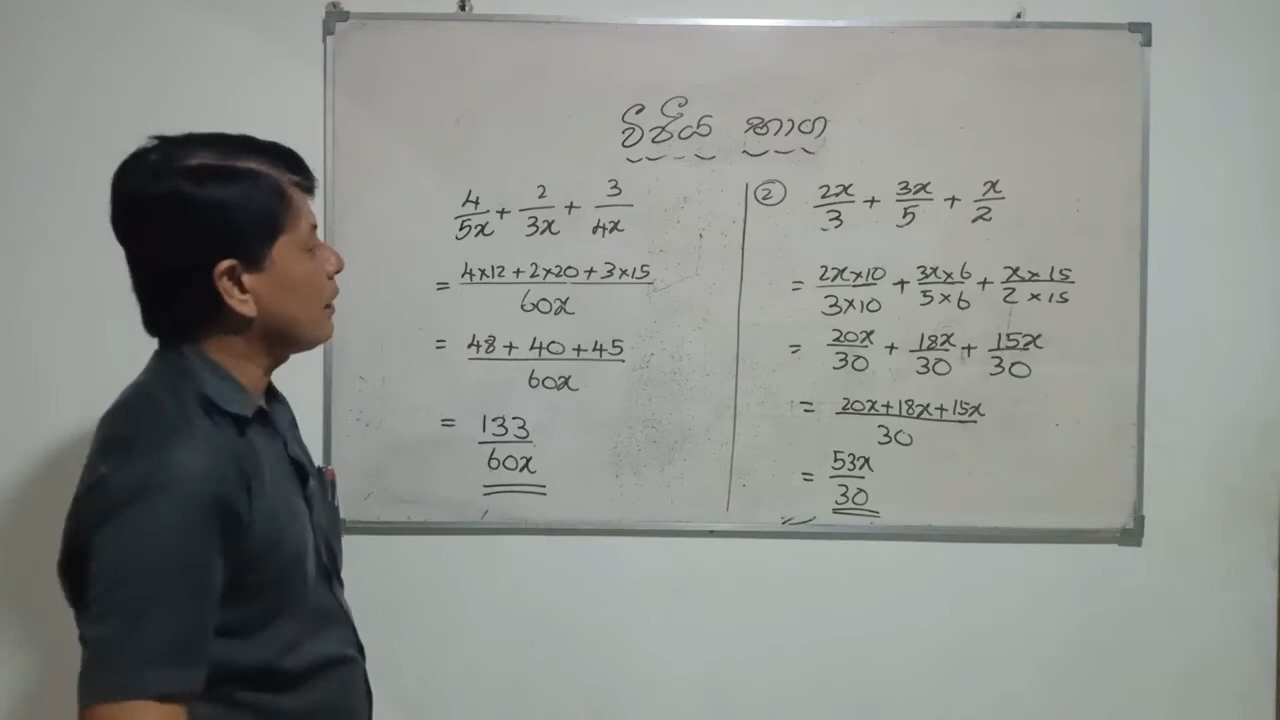 වීජීය භාග
4/5x + 2/3x + 3/4x
= (4×12 + 2×20 + 3×15)/60x
= (48 + 40 + 45)/60x
= 133/60x
② 2x/3 + 3x/5 + x/2
= (2x×10)/(3×10) + (3x×6)/(5×6) + (x×15)/(2×15)
= 20x/30 + 18x/30 + 15x/30
= (20x+18x+15x)/30
= 53x/30